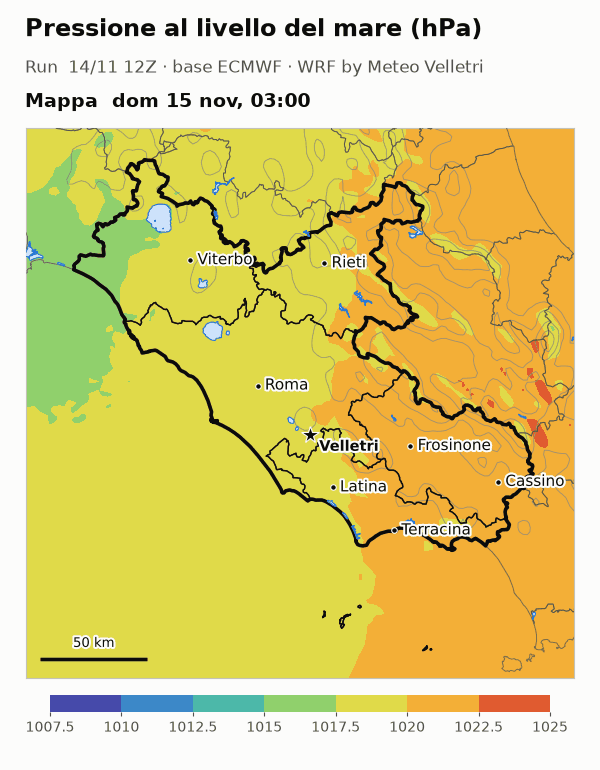 Pressione al livello del mare (hPa)
Run  14/11 12Z · base ECMWF · WRF by Meteo Velletri
Mappa  dom 15 nov, 03:00
Viterbo
Rieti
Roma
Velletri
Frosinone
Latina
Cassino
Terracina
50 km
1007.5 1010 1012.5 1015 1017.5 1020 1022.5 1025